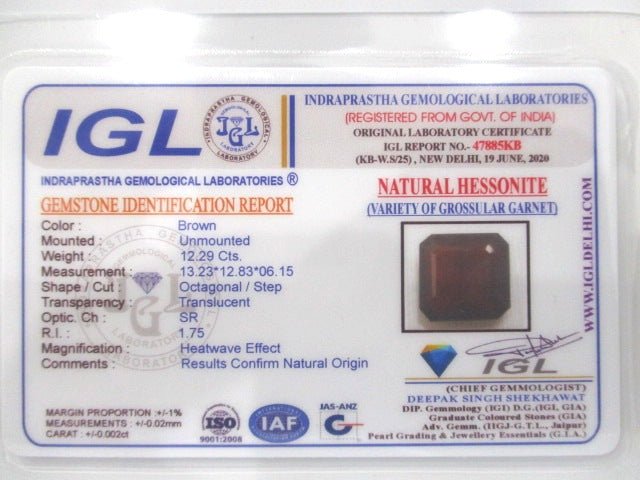 IGL
INDRAPRASTHA GEMOLOGICAL
IGL
LABORATORY
INDRAPRASTHA GEMOLOGICAL LABORATORIES ®
GEMSTONE IDENTIFICATION REPORT
Color : Brown
Mounted : Unmounted
Weight : 12.29 Cts.
Measurement : 13.23*12.83*06.15
Shape / Cut : Octagonal / Step
Transparency : Translucent
Optic. Ch : SR
R.I. : 1.75
Magnification : Heatwave Effect
Comments : Results Confirm Natural Origin
MARGIN PROPORTION :+/-1%
MEASUREMENTS : +/-0.02mm
CARAT : +/-0.002ct
ISO
9001:2008
IAF
JAS-ANZ
INDRAPRASTHA GEMOLOGICAL LABORATORIES
(REGISTERED FROM GOVT. OF INDIA)
ORIGINAL LABORATORY CERTIFICATE
IGL REPORT NO.- 47885KB
(KB-W.S/25) , NEW DELHI, 19 JUNE, 2020
NATURAL HESSONITE
(VARIETY OF GROSSULAR GARNET)
WWW.IGLDELHI.COM
IGL
(CHIEF GEMMOLOGIST)
DEEPAK SINGH SHEKHAWAT
DIP. Gemmology (IGI) D.G.(IGL, GIA)
Graduate Coloured Stones (GIA)
Adv. Gemm. (IIGJ-G.T.L., Jaipur)
Pearl Grading & Jewellery Essentials (G.I.A.)